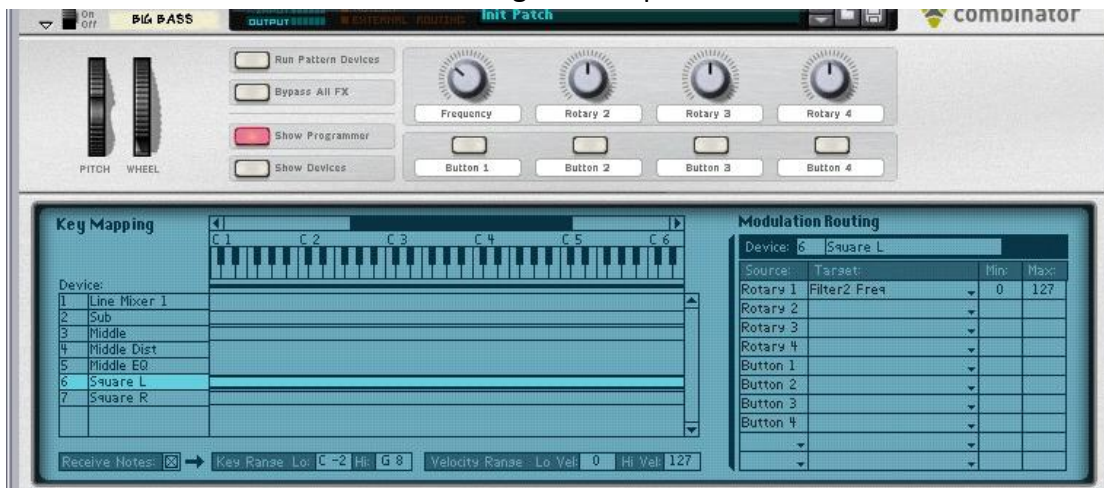 On
Off
BIG BASS
OUTPUT
EXTERNAL ROUTING
Init Patch
combinator
Run Pattern Devices
Bypass All FX
Show Programmer
Show Devices
PITCH WHEEL
Frequency Rotary 2 Rotary 3 Rotary 4
Button 1 Button 2 Button 3 Button 4
Key Mapping
C 1 C 2 C 3 C 4 C 5 C 6
Device:
1 Line Mixer 1
2 Sub
3 Middle
4 Middle Dist
5 Middle EQ
6 Square L
7 Square R
Receive Notes: Key Range Lo: C -2 Hi: G 8 Velocity Range Lo Vel: 0 Hi Vel: 127
Modulation Routing
Device: 6 Square L
Source: Target: Min: Max:
Rotary 1 Filter2 Freq 0 127
Rotary 2
Rotary 3
Rotary 4
Button 1
Button 2
Button 3
Button 4